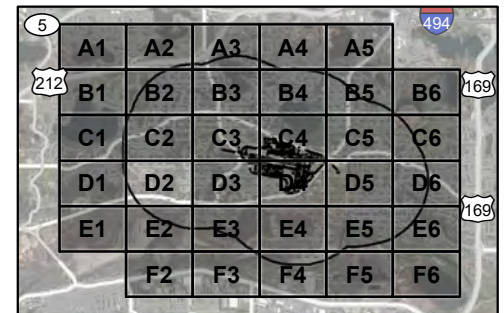 5
494
A1 A2 A3 A4 A5
212
169
B1 B2 B3 B4 B5 B6
C1 C2 C3 C4 C5 C6
D1 D2 D3 D4 D5 D6
169
E1 E2 E3 E4 E5 E6
F2 F3 F4 F5 F6